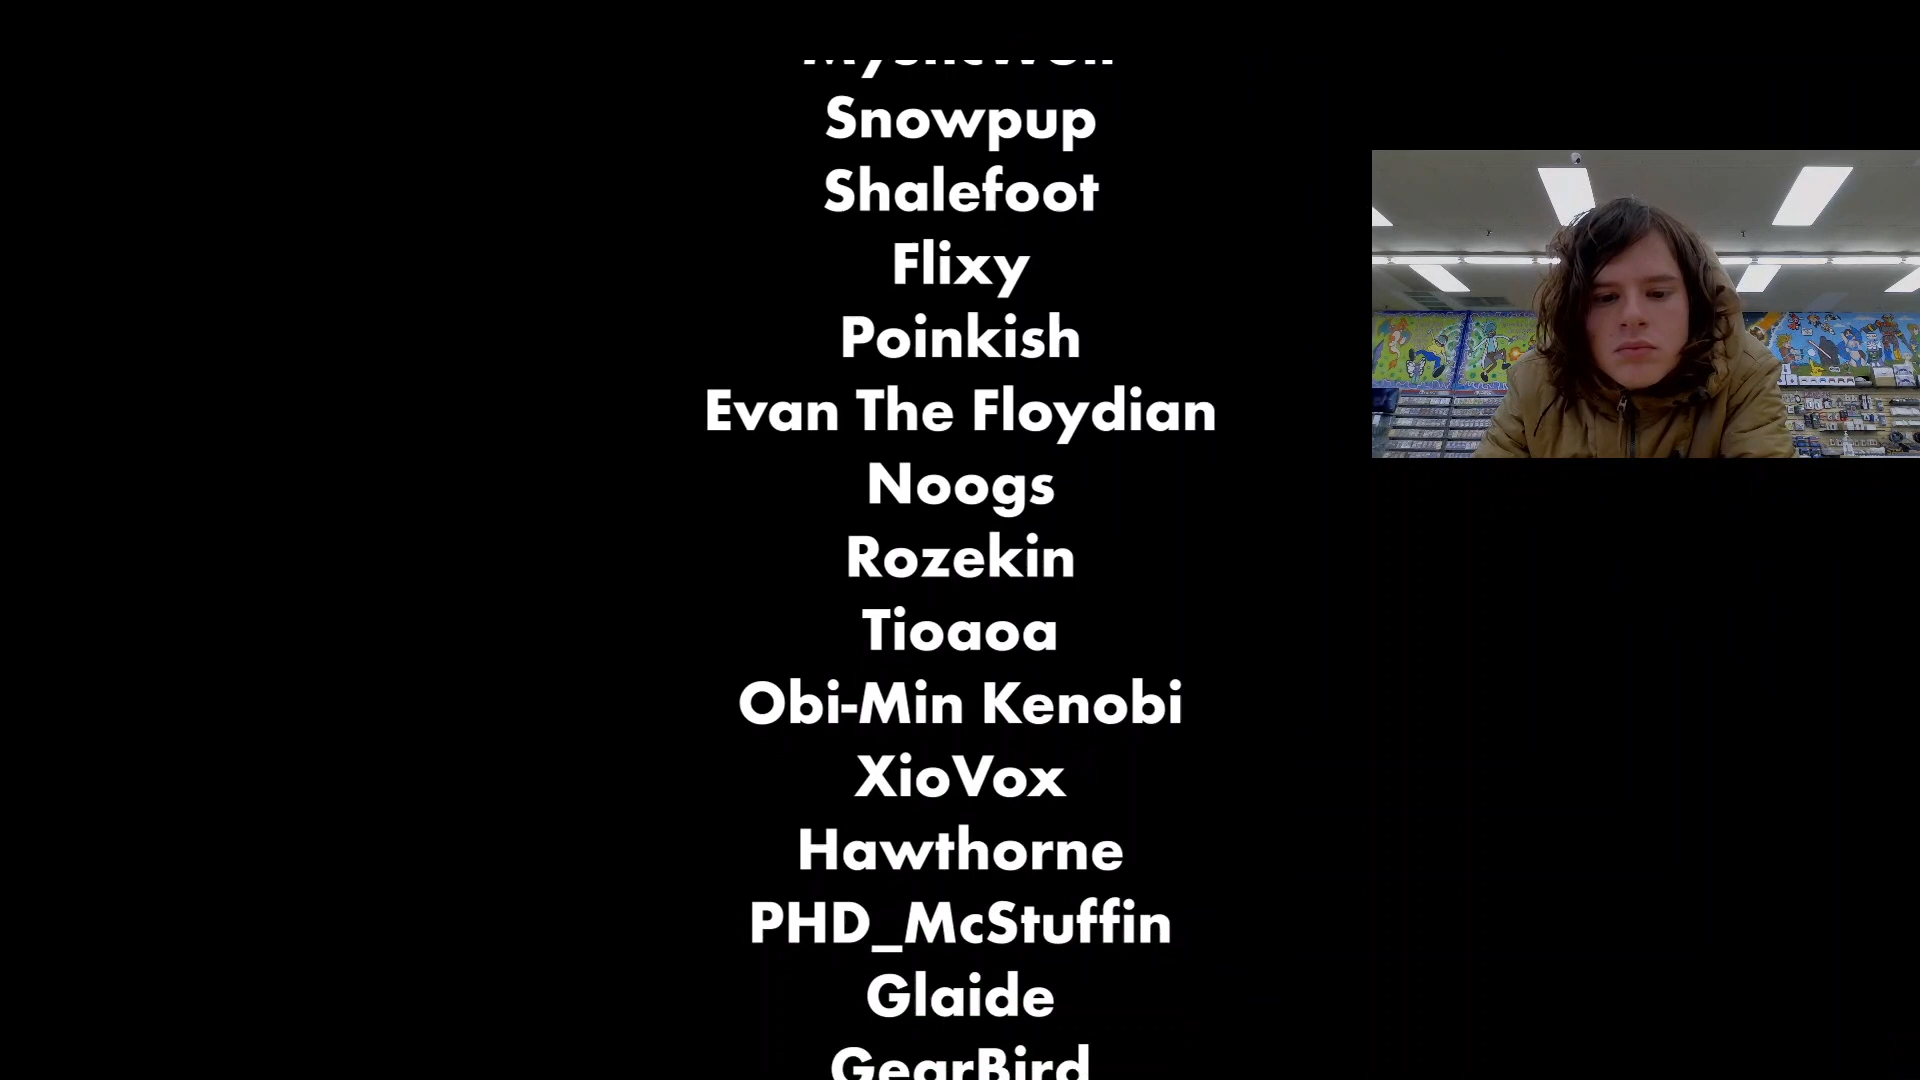 Snowpup
Shalefoot
Flixy
Poinkish
Evan The Floydian
Noogs
Rozekin
Tioaoa
Obi-Min Kenobi
XioVox
Hawthorne
PHD_McStuffin
Glaide
GearBird